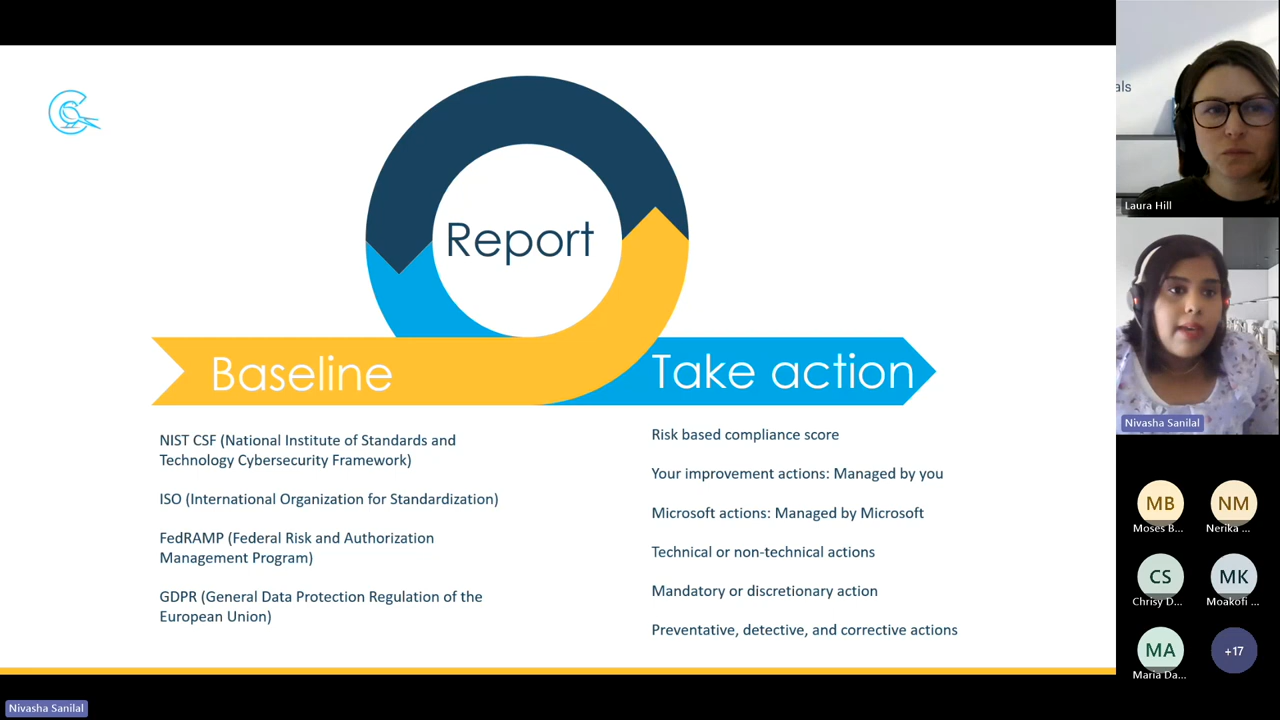 Report
Baseline
Take action
NIST CSF (National Institute of Standards and
Technology Cybersecurity Framework)
ISO (International Organization for Standardization)
FedRAMP (Federal Risk and Authorization
Management Program)
GDPR (General Data Protection Regulation of the
European Union)
Risk based compliance score
Your improvement actions: Managed by you
Microsoft actions: Managed by Microsoft
Technical or non-technical actions
Mandatory or discretionary action
Preventative, detective, and corrective actions
als
Laura Hill
Nivasha Sanilal
MB
Moses B...
NM
Nerika ...
CS
Chrisy D...
MK
Moakofi ...
MA
Maria Da...
+17
Nivasha Sanilal